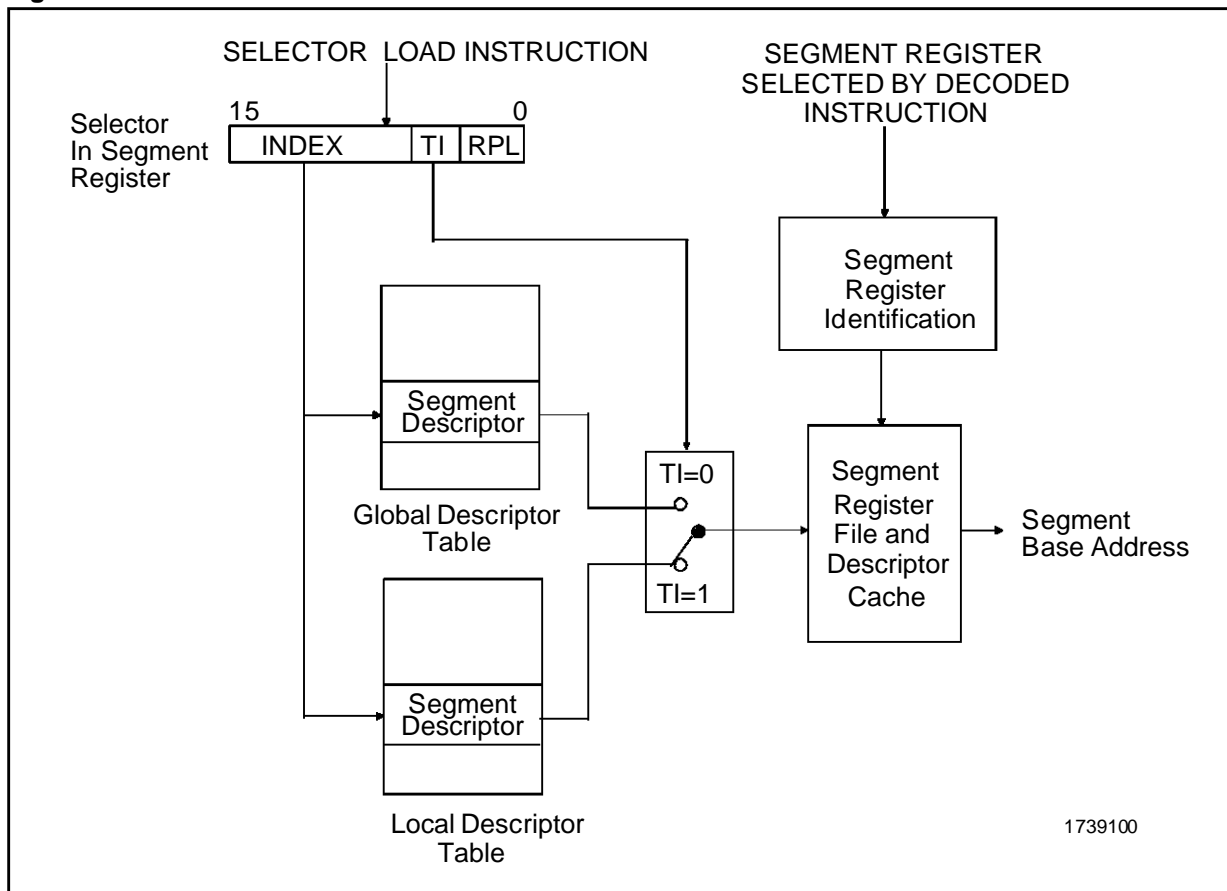 SELECTOR LOAD INSTRUCTION
SEGMENT REGISTER
SELECTED BY DECODED
INSTRUCTION
15
0
Selector
In Segment
Register
INDEX
TI
RPL
Segment
Register
Identification
Segment
Descriptor
Global Descriptor
Table
TI=0
TI=1
Segment
Register
File and
Descriptor
Cache
Segment
Base Address
Segment
Descriptor
Local Descriptor
Table
1739100